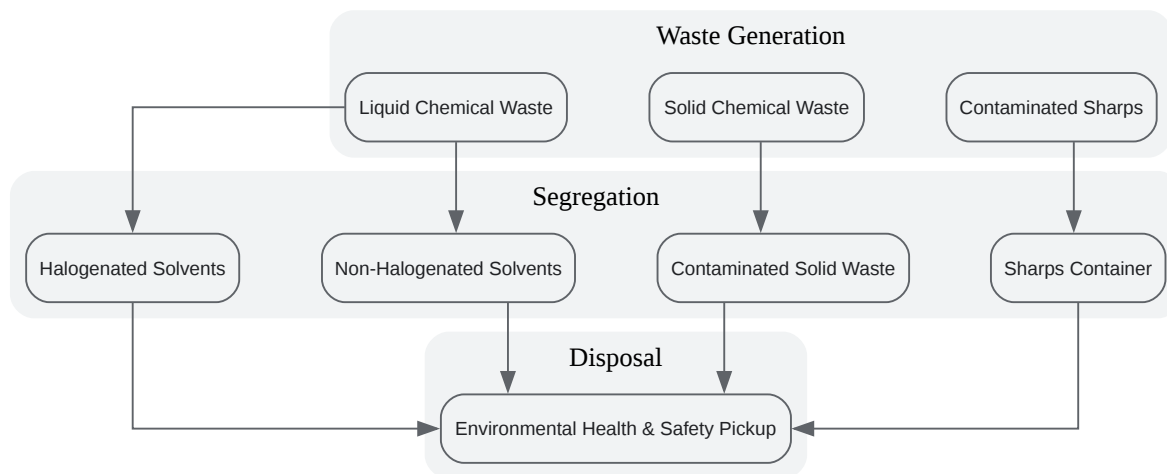 Waste Generation
Liquid Chemical Waste
Solid Chemical Waste
Contaminated Sharps
Segregation
Halogenated Solvents
Non-Halogenated Solvents
Contaminated Solid Waste
Sharps Container
Disposal
Environmental Health & Safety Pickup